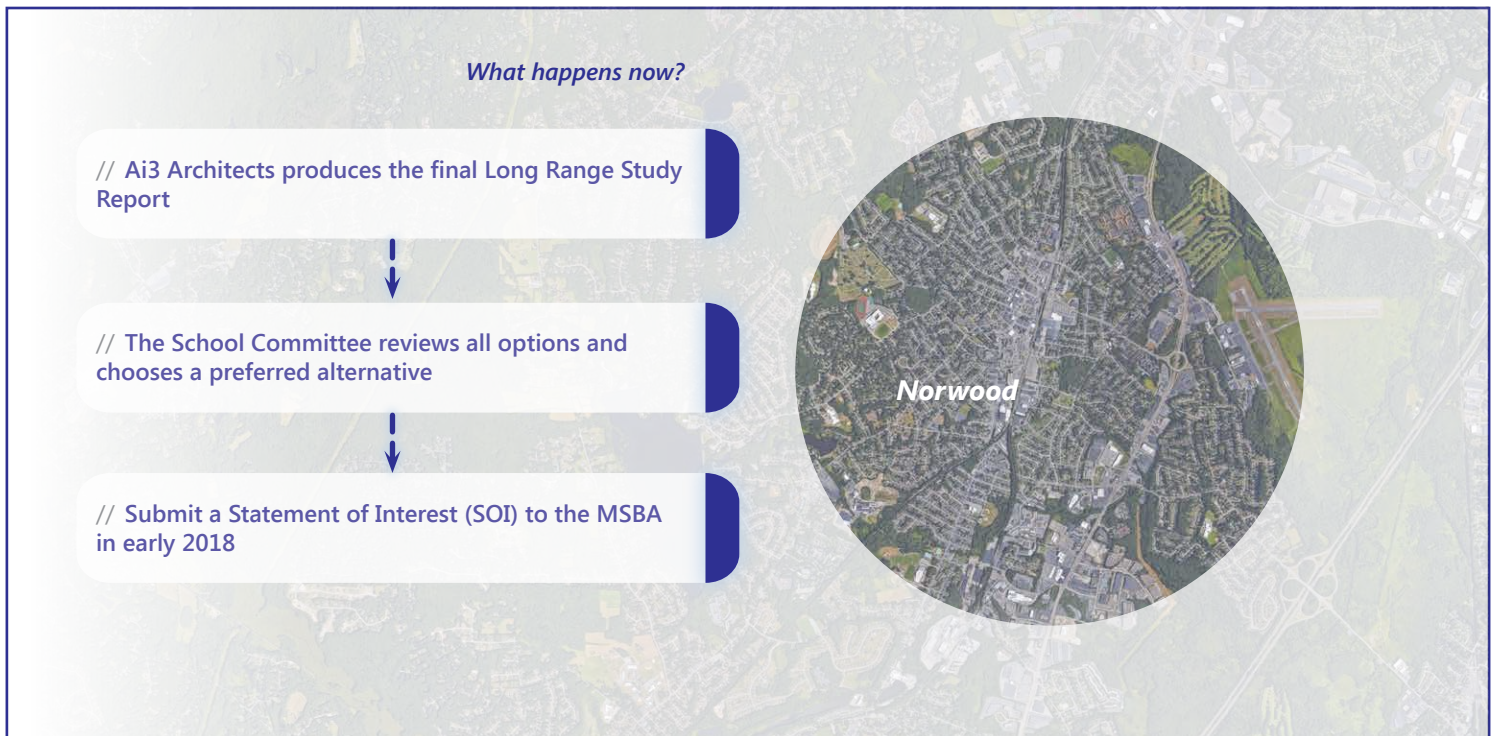 What happens now?
// Ai3 Architects produces the final Long Range Study
Report
// The School Committee reviews all options and
chooses a preferred alternative
// Submit a Statement of Interest (SOI) to the MSBA
in early 2018
Norwood